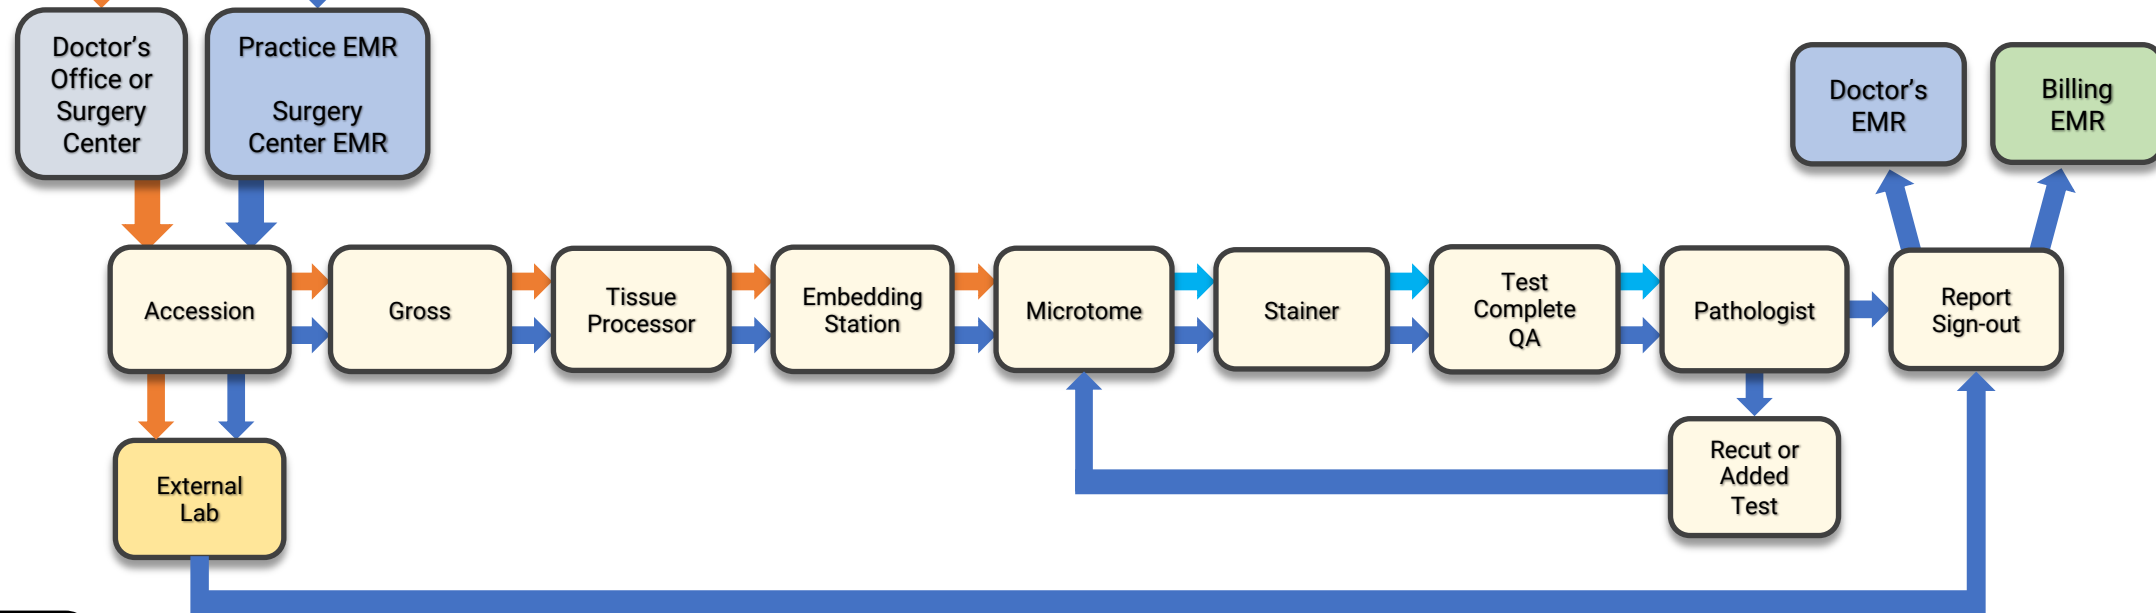 Doctor’s
Office or
Surgery
Center
Practice EMR
Surgery
Center EMR
Doctor’s
EMR
Billing
EMR
Accession
Gross
Tissue
Processor
Embedding
Station
Microtome
Stainer
Test
Complete
QA
Pathologist
Report
Sign-out
External
Lab
Recut or
Added
Test